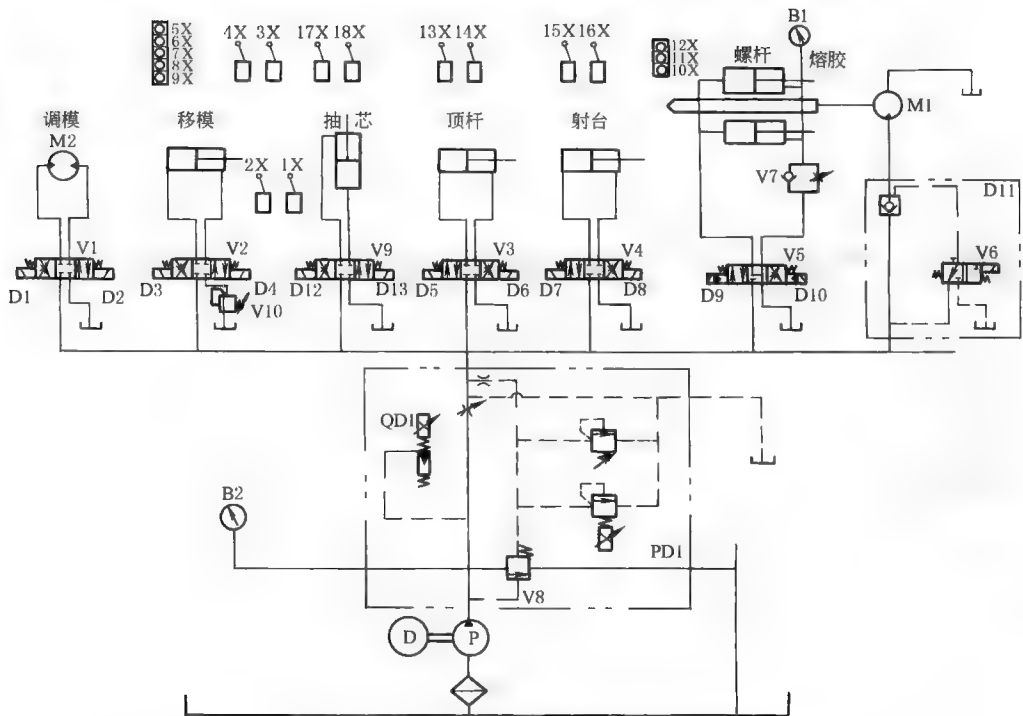 5X
6X
7X
8X
9X
4X 3X 17X 18X 13X 14X 15X 16X
12X
11X
10X
B1
螺杆
熔胶
M1
调模
M2
移模
抽 芯
顶杆
射台
2X 1X
V7
D11
V1
V2
V9
V3
V4
V5
V6
D1 D2
D3 D4
V10
D12 D13
D5 D6
D7 D8
D9 D10
QD1
B2
PD1
V8
D
P